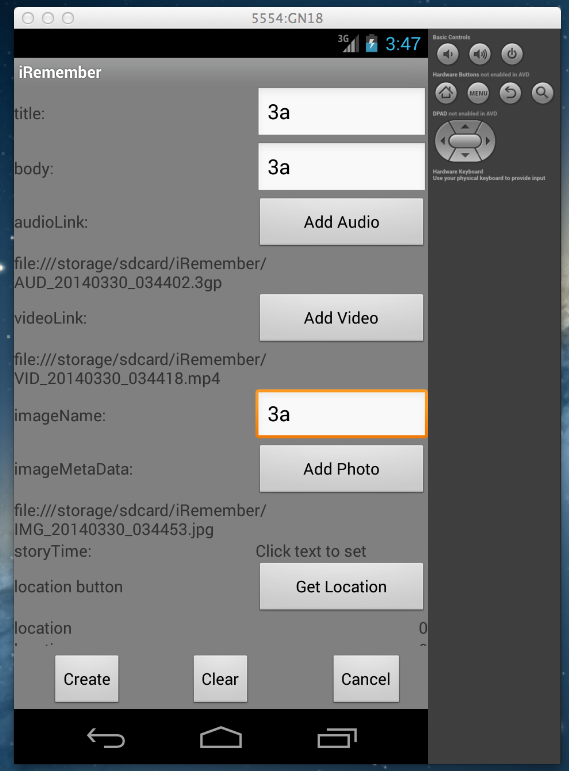 5554:GN18
3G 3:47
iRemember
title: 3a
body: 3a
audioLink: Add Audio
file:///storage/sdcard/iRemember/
AUD_20140330_034402.3gp
videoLink: Add Video
file:///storage/sdcard/iRemember/
VID_20140330_034418.mp4
imageName: 3a
imageMetaData: Add Photo
file:///storage/sdcard/iRemember/
IMG_20140330_034453.jpg
storyTime: Click text to set
location button Get Location
location 0
Create Clear Cancel
Basic Controls
Hardware Buttons not enabled in AVD
MENU
DPAD not enabled in AVD
Hardware Keyboard
Use your physical keyboard to provide input